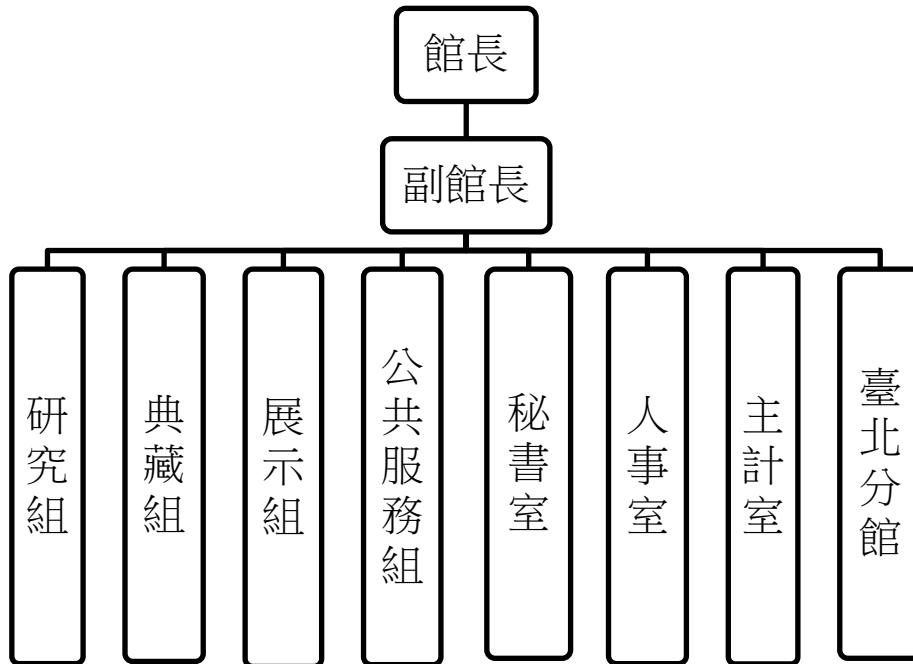 館長
副館長
研究組
典藏組
展示組
公共服務組
秘書室
人事室
主計室
臺北分館